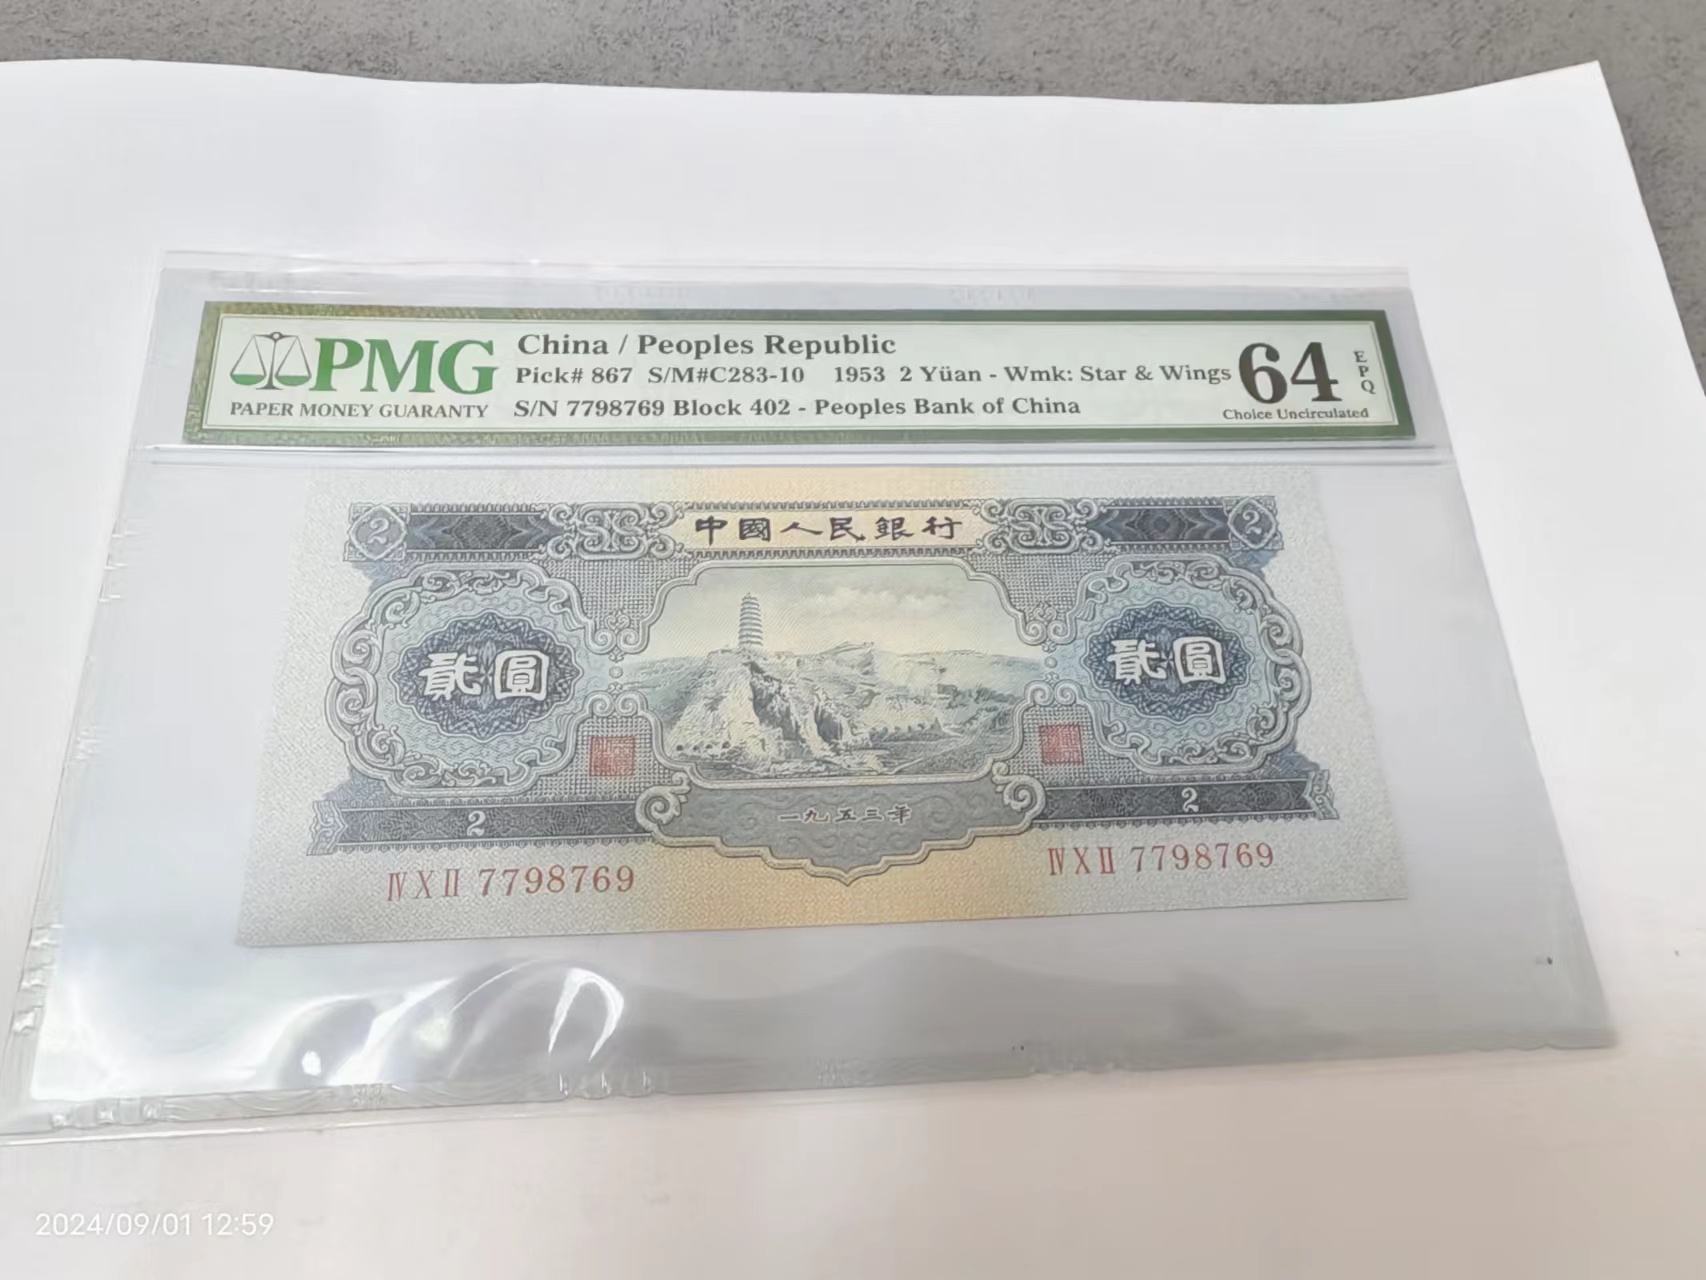 PMG
PAPER MONEY GUARANTY
China / Peoples Republic
Pick# 867 S/M#C283-10 1953 2 Yüan - Wmk: Star & Wings
S/N 7798769 Block 402 - Peoples Bank of China
64
EPQ
Choice Uncirculated
2
中國人民銀行
2
貳圓
貳圓
一九五三年
2
2
ⅣⅩⅡ 7798769
ⅣⅩⅡ 7798769
2024/09/01 12:59